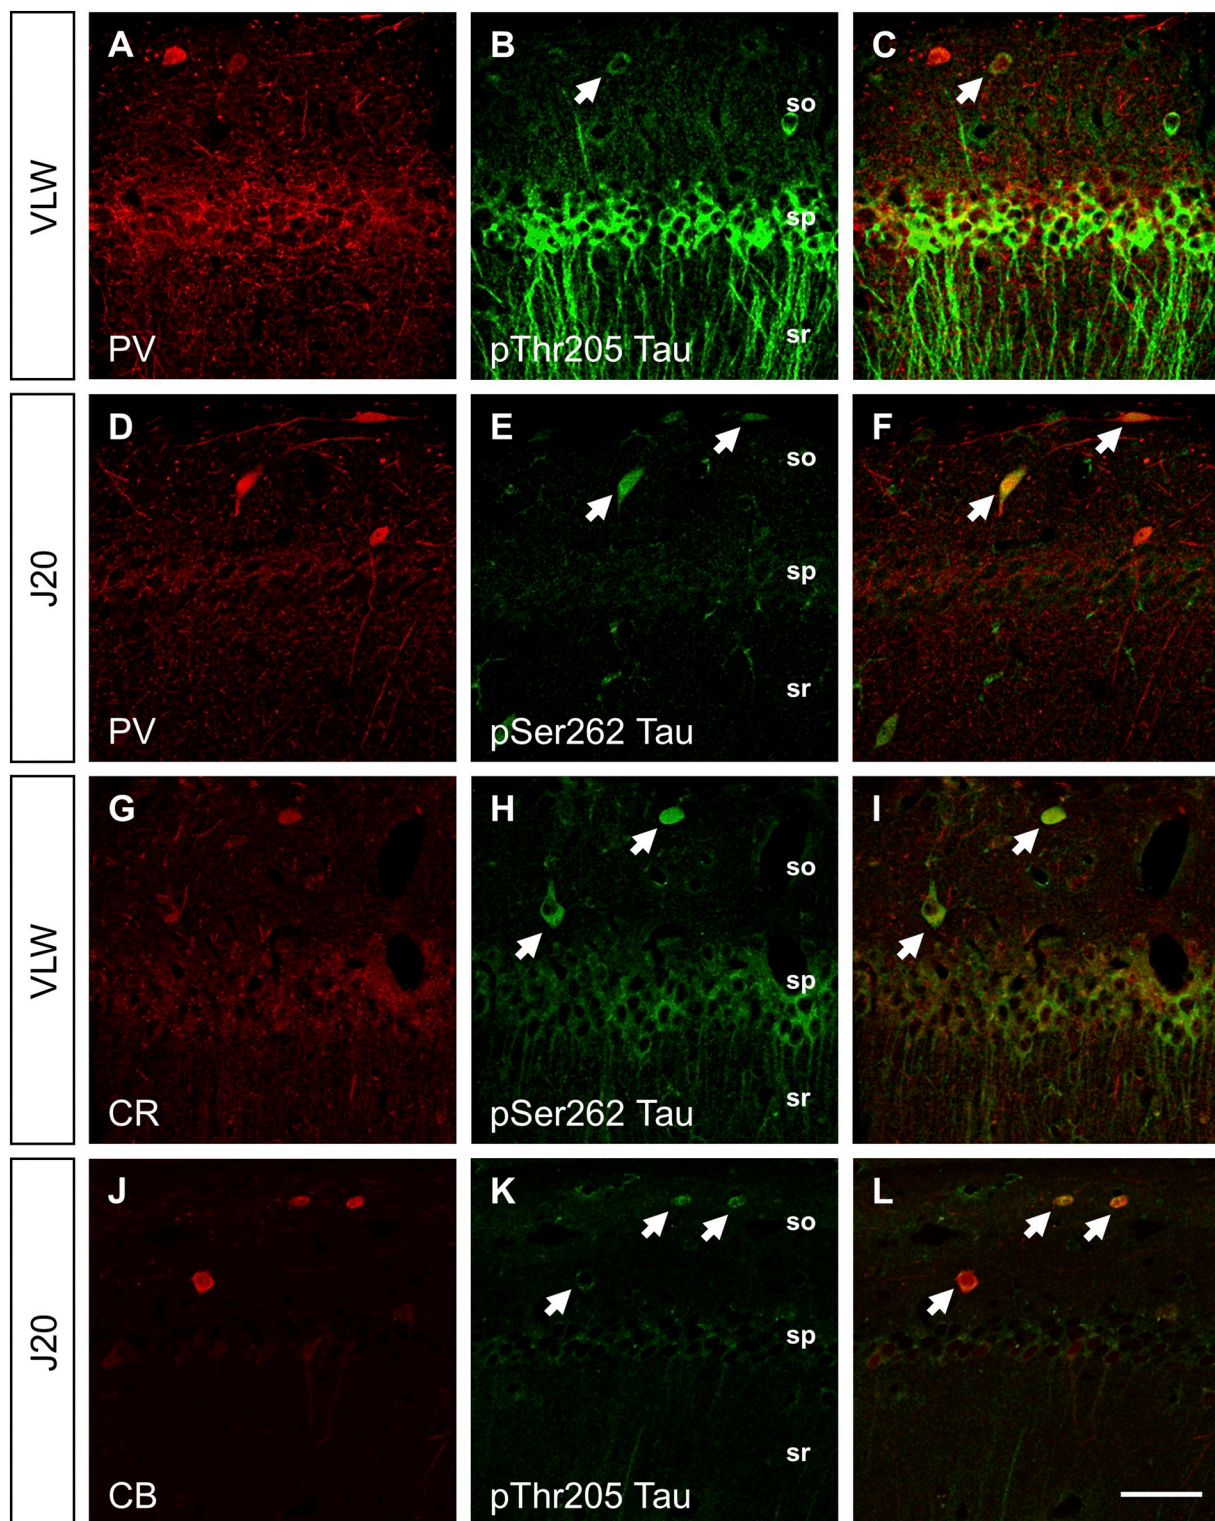 VLW
A
B
C
so
sp
sr
PV
pThr205 Tau
J20
D
E
F
so
sp
sr
PV
pSer262 Tau
VLW
G
H
I
so
sp
sr
CR
pSer262 Tau
J20
J
K
L
so
sp
sr
CB
pThr205 Tau